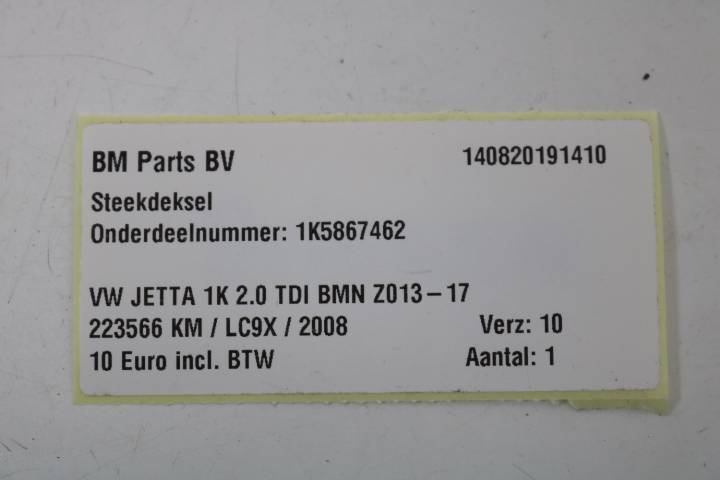 BM Parts BV 140820191410
Steekdeksel
Onderdeelnummer: 1K5867462
VW JETTA 1K 2.0 TDI BMN Z013-17
223566 KM / LC9X / 2008 Verz: 10
10 Euro incl. BTW Aantal: 1